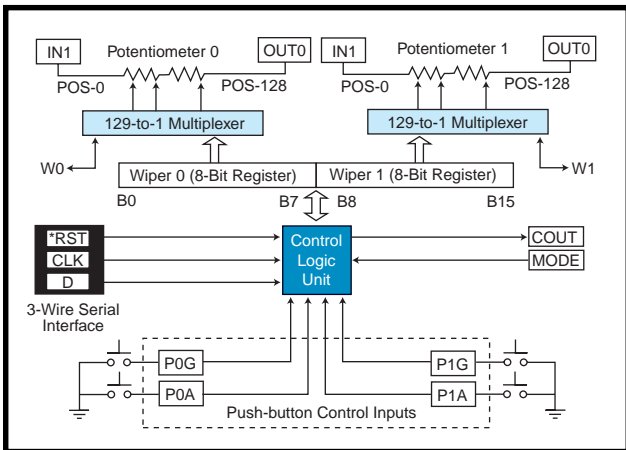 IN1 Potentiometer 0 OUT0 IN1 Potentiometer 1 OUT0
POS-0 POS-128 POS-0 POS-128
129-to-1 Multiplexer 129-to-1 Multiplexer
W0 W1
Wiper 0 (8-Bit Register) Wiper 1 (8-Bit Register)
B0 B7 B8 B15
*RST
CLK
D
3-Wire Serial
Interface
Control
Logic
Unit
COUT
MODE
P0G P1G
P0A P1A
Push-button Control Inputs